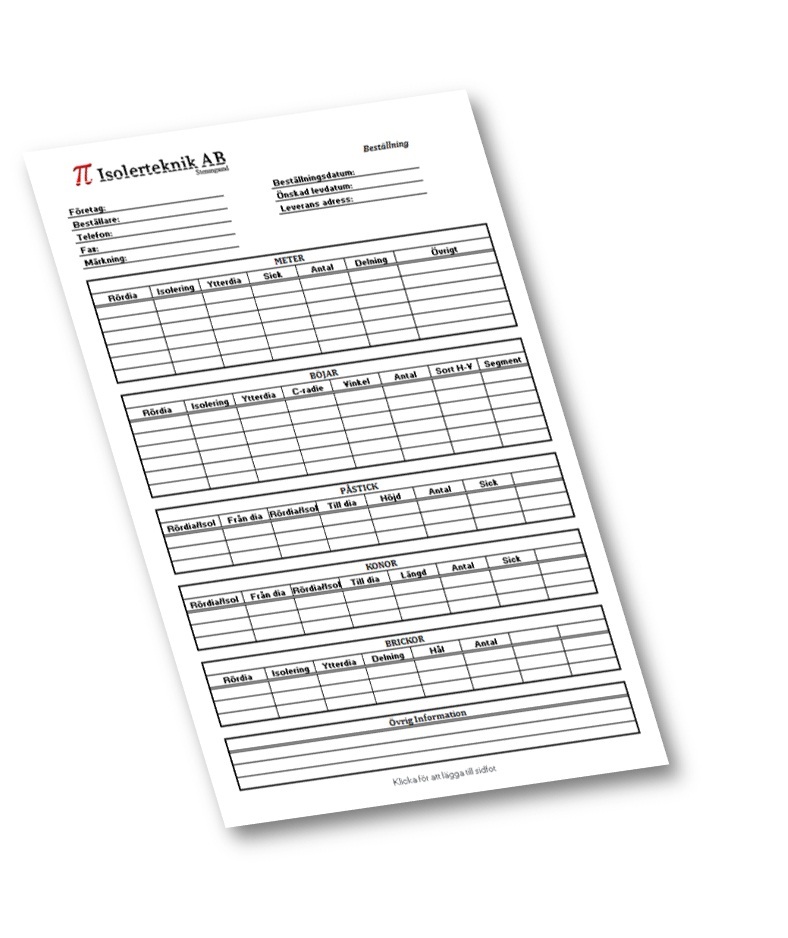 π Isolerteknik AB
Stenungsund
Beställning
Företag:
Beställare:
Telefon:
Fax:
Märkning:
Beställningsdatum:
Önskad levdatum:
Leverans adress:
METER
Rördia Isolering Ytterdia Sick Antal Delning Övrigt
BÖJAR
Rördia Isolering Ytterdia C-radie Vinkel Antal Sort H-V Segment
PÅSTICK
Rördia/Isol Från dia Rördia/Isol Till dia Höjd Antal Sick
KONOR
Rördia/Isol Från dia Rördia/Isol Till dia Längd Antal Sick
BRICKOR
Rördia Isolering Ytterdia Delning Hål Antal
Övrig Information
Klicka för att lägga till sidfot